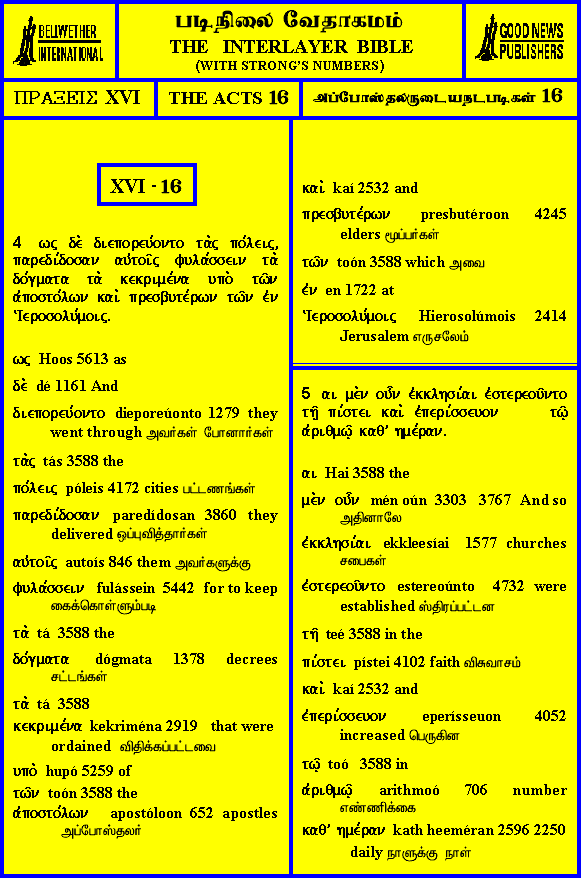 BELLWETHER
INTERNATIONAL
படிநிலை வேதாகமம்
THE INTERLAYER BIBLE
(WITH STRONG'S NUMBERS)
GOOD NEWS
PUBLISHERS
ΠΡΑΞΕΙΣ XVI
THE ACTS 16
அப்போஸ்தலருடையநடபடிகள் 16
XVI - 16
4 ως δὲ διεπορεύοντο τὰς πόλεις,
παρεδίδοσαν αὐτοῖς φυλάσσειν τὰ
δόγματα τὰ κεκριμένα υπὸ τῶν
ἀποστόλων καὶ πρεσβυτέρων τῶν ἐν
Ἱεροσολύμοις.
ως Hoos 5613 as
δὲ dé 1161 And
διεπορεύοντο dieporeúonto 1279 they
went through அவர்கள் போனார்கள்
τὰς tás 3588 the
πόλεις póleis 4172 cities பட்டணங்கள்
παρεδίδοσαν paredídosan 3860 they
delivered ஒப்புவித்தார்கள்
αὐτοῖς autoís 846 them அவர்களுக்கு
φυλάσσειν fulássein 5442 for to keep
கைக்கொள்ளும்படி
τὰ tá 3588 the
δόγματα dógmata 1378 decrees
சட்டங்கள்
τὰ tá 3588
κεκριμένα kekriména 2919 that were
ordained விதிக்கப்பட்டவை
υπὸ hupó 5259 of
τῶν toón 3588 the
ἀποστόλων apostóloon 652 apostles
அப்போஸ்தலர்
καὶ kaí 2532 and
πρεσβυτέρων presbutéroon 4245
elders மூப்பர்கள்
τῶν toón 3588 which அவை
ἐν en 1722 at
Ἱεροσολύμοις Hierosolúmois 2414
Jerusalem எருசலேம்
5 αι μὲν οὖν ἐκκλησίαι ἐστερεοῦντο
τῇ πίστει καὶ ἐπερίσσευον τῷ
ἀριθμῷ καθ' ημέραν.
αι Hai 3588 the
μὲν οὖν mén oún 3303 3767 And so
அதினாலே
ἐκκλησίαι ekkleesíai 1577 churches
சபைகள்
ἐστερεοῦντο estereoúnto 4732 were
established ஸ்திரப்பட்டன
τῇ teé 3588 in the
πίστει pístei 4102 faith விசுவாசம்
καὶ kaí 2532 and
ἐπερίσσευον eperísseuon 4052
increased பெருகின
τῷ toó 3588 in
ἀριθμῷ arithmoó 706 number
எண்ணிக்கை
καθ' ημέραν kath heeméran 2596 2250
daily நாளுக்கு நாள்